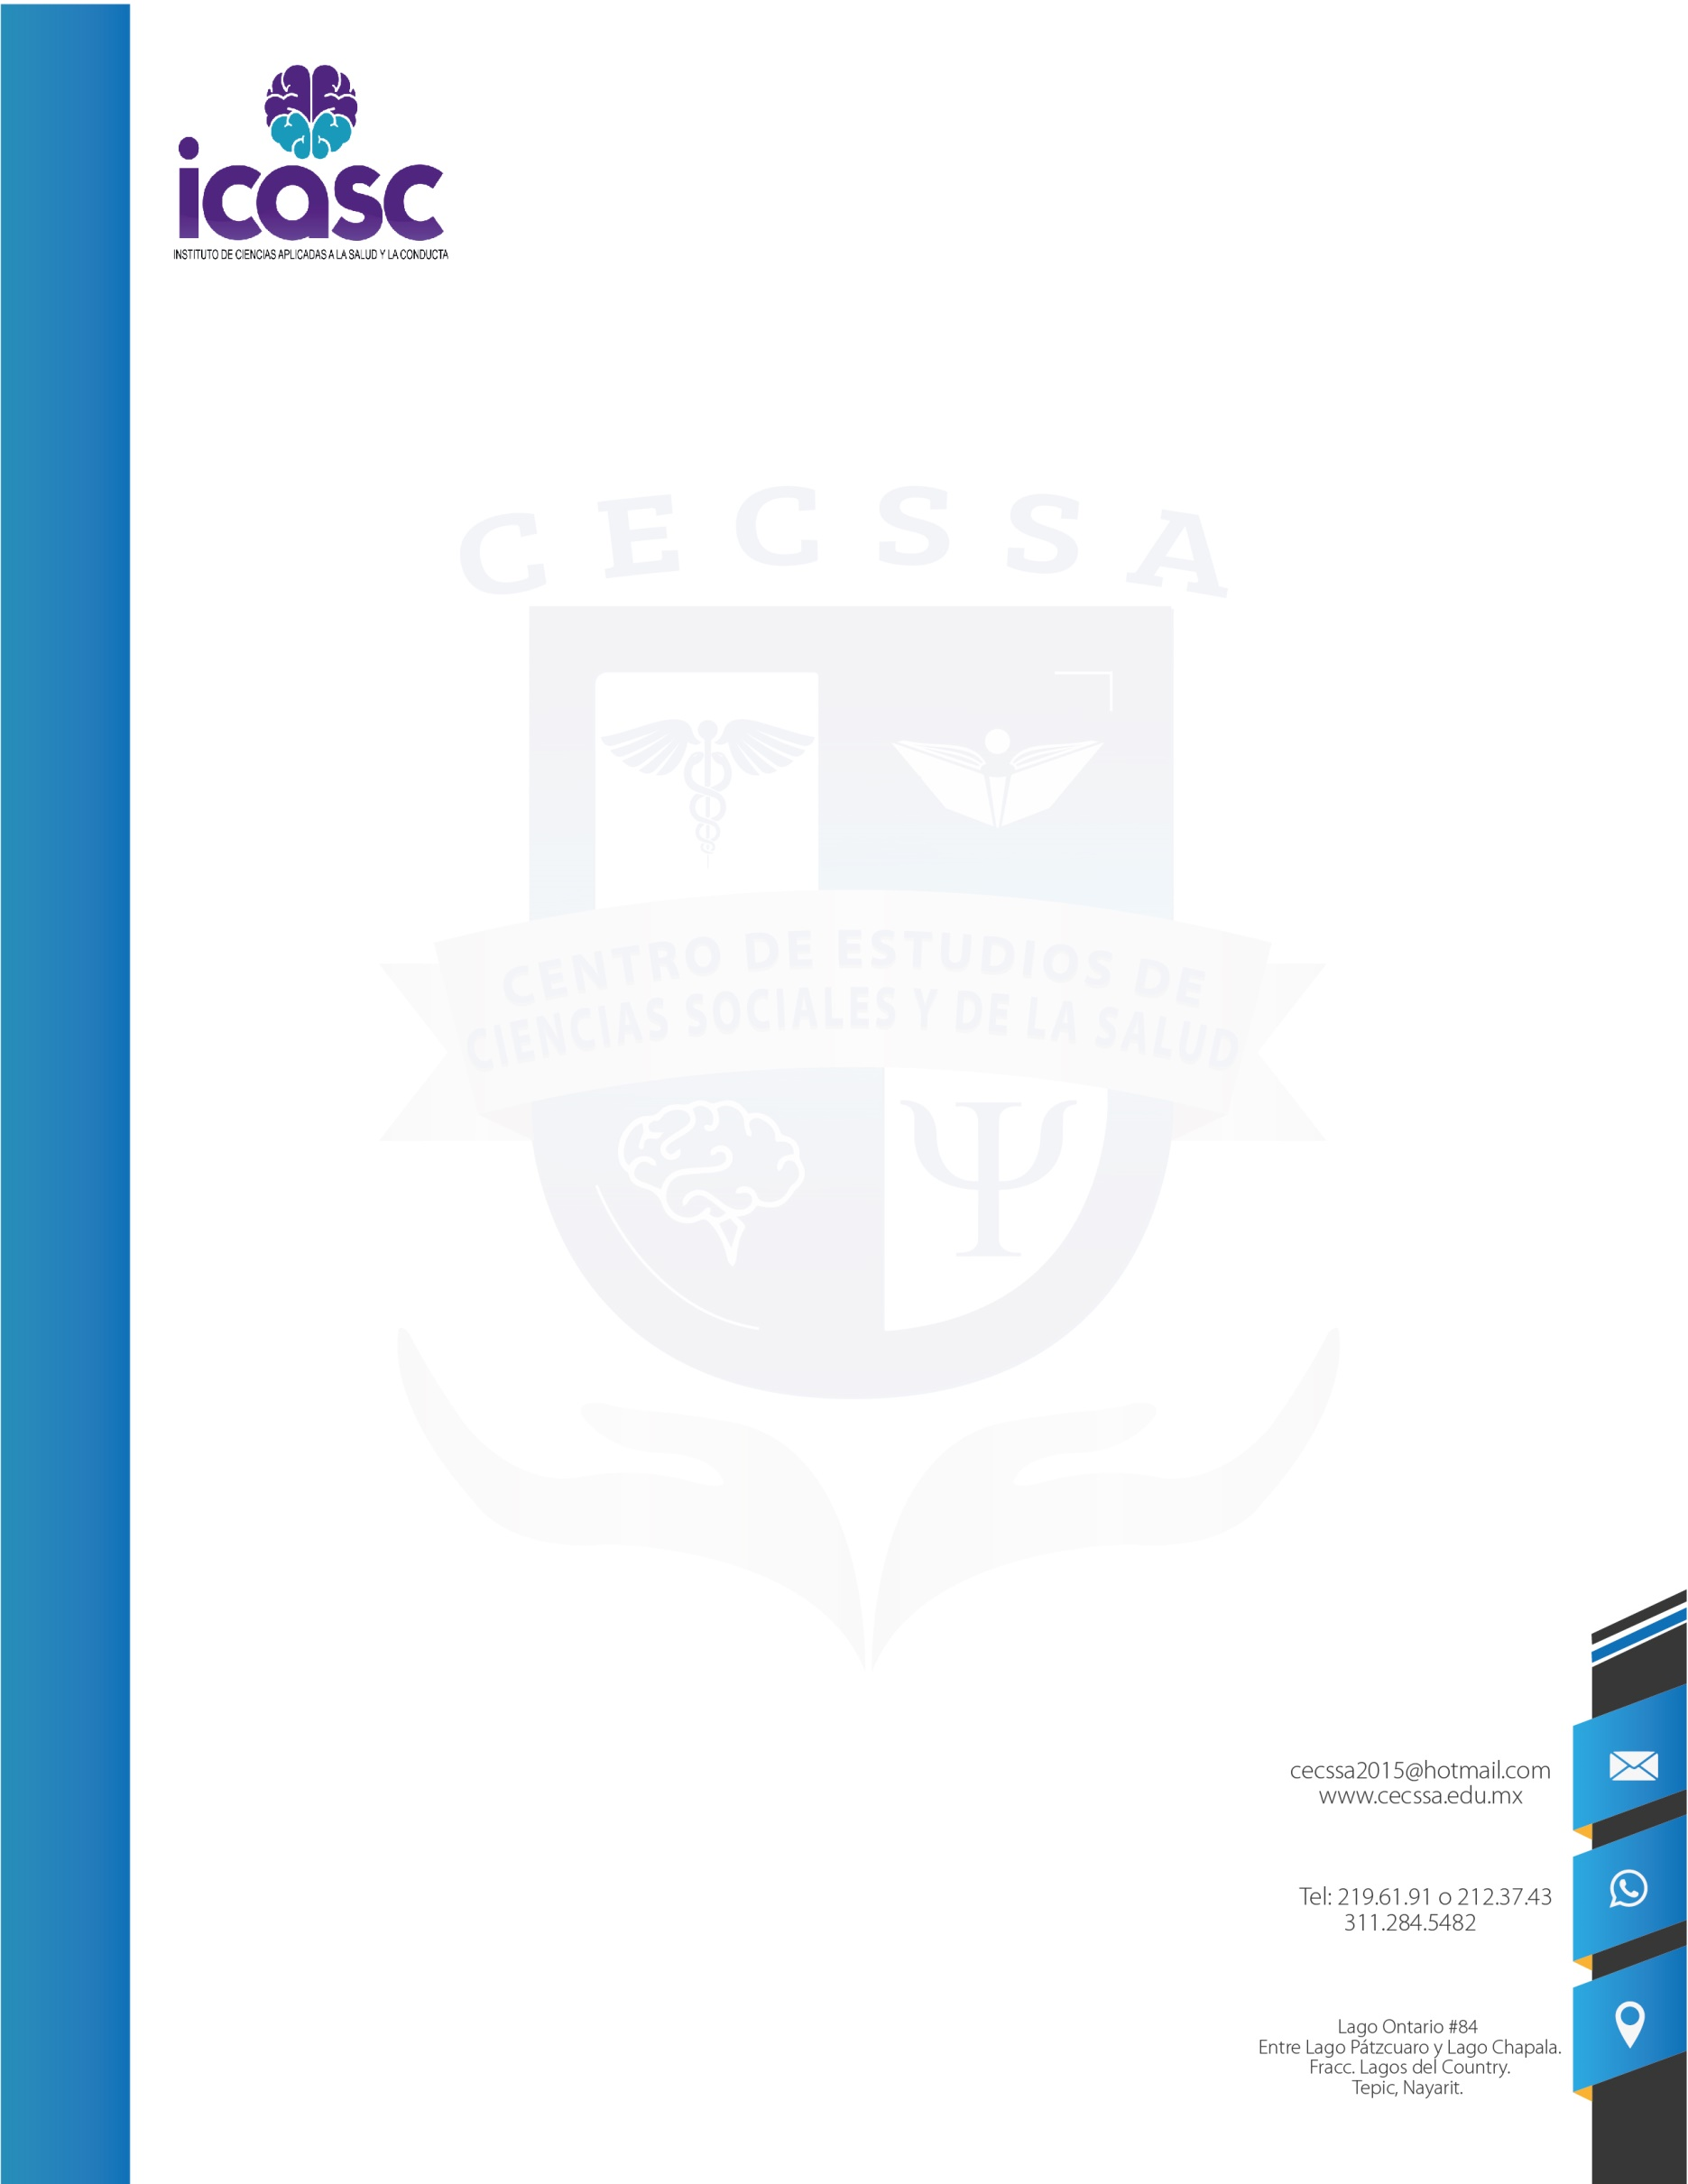 icasc
INSTITUTO DE CIENCIAS APLICADAS A LA SALUD Y LA CONDUCTA
CECSSA
CENTRO DE ESTUDIOS DE
CIENCIAS SOCIALES Y DE LA SALUD
cecssa2015@hotmail.com
www.cecssa.edu.mx
Tel: 219.61.91 o 212.37.43
311.284.5482
Lago Ontario #84
Entre Lago Pátzcuaro y Lago Chapala.
Fracc. Lagos del Country.
Tepic, Nayarit.